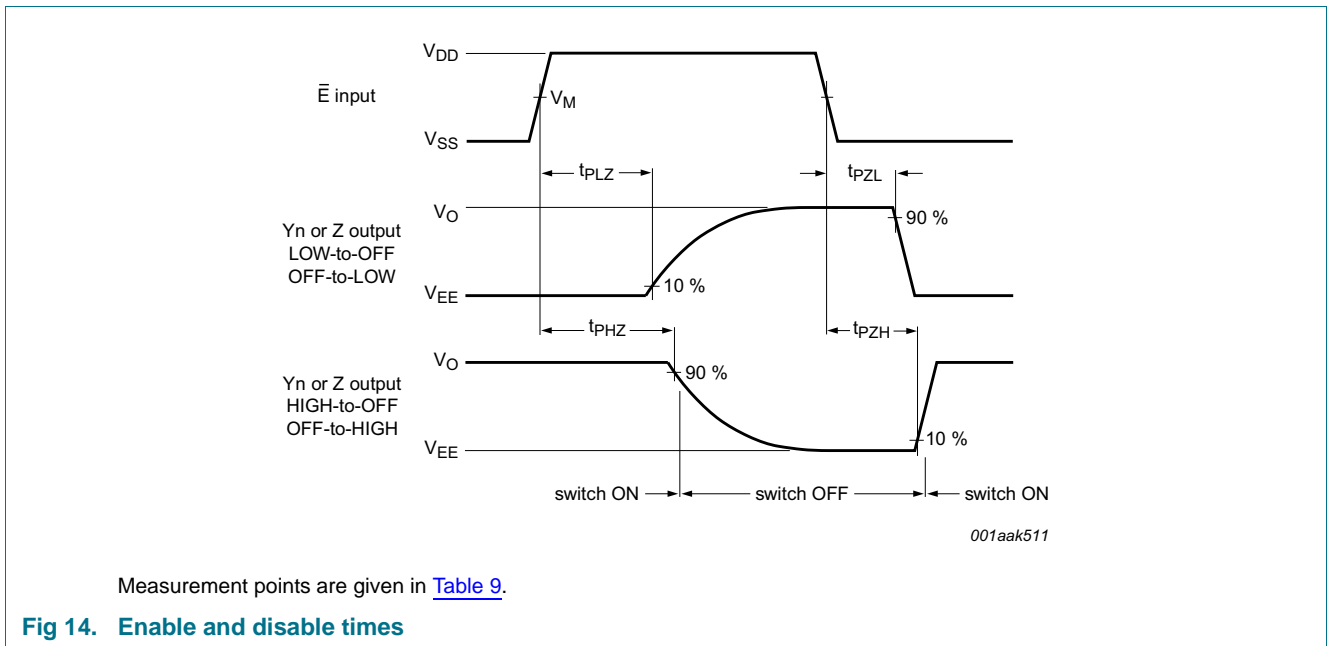 V_DD
Ē input
V_M
V_SS
t_PLZ
t_PZL
V_O
90 %
Yn or Z output
LOW-to-OFF
OFF-to-LOW
10 %
V_EE
t_PHZ
t_PZH
V_O
90 %
Yn or Z output
HIGH-to-OFF
OFF-to-HIGH
10 %
V_EE
switch ON switch OFF switch ON
001aak511
Measurement points are given in Table 9.
Fig 14. Enable and disable times